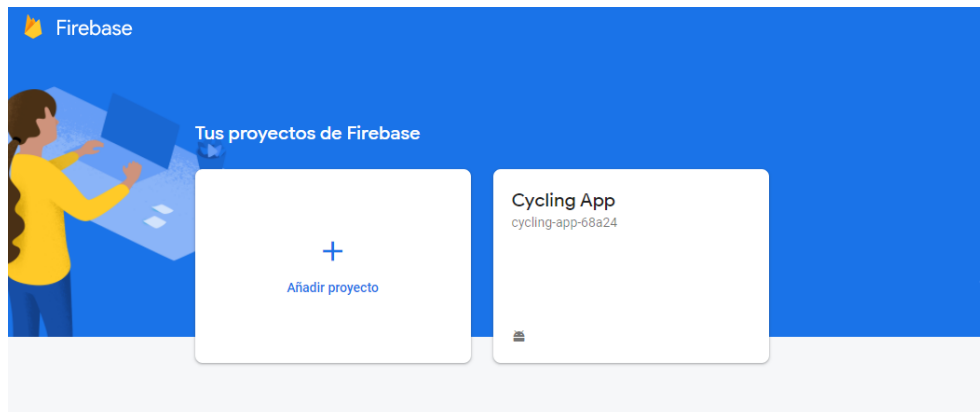 Firebase
Tus proyectos de Firebase
Añadir proyecto
Cycling App
cycling-app-68a24